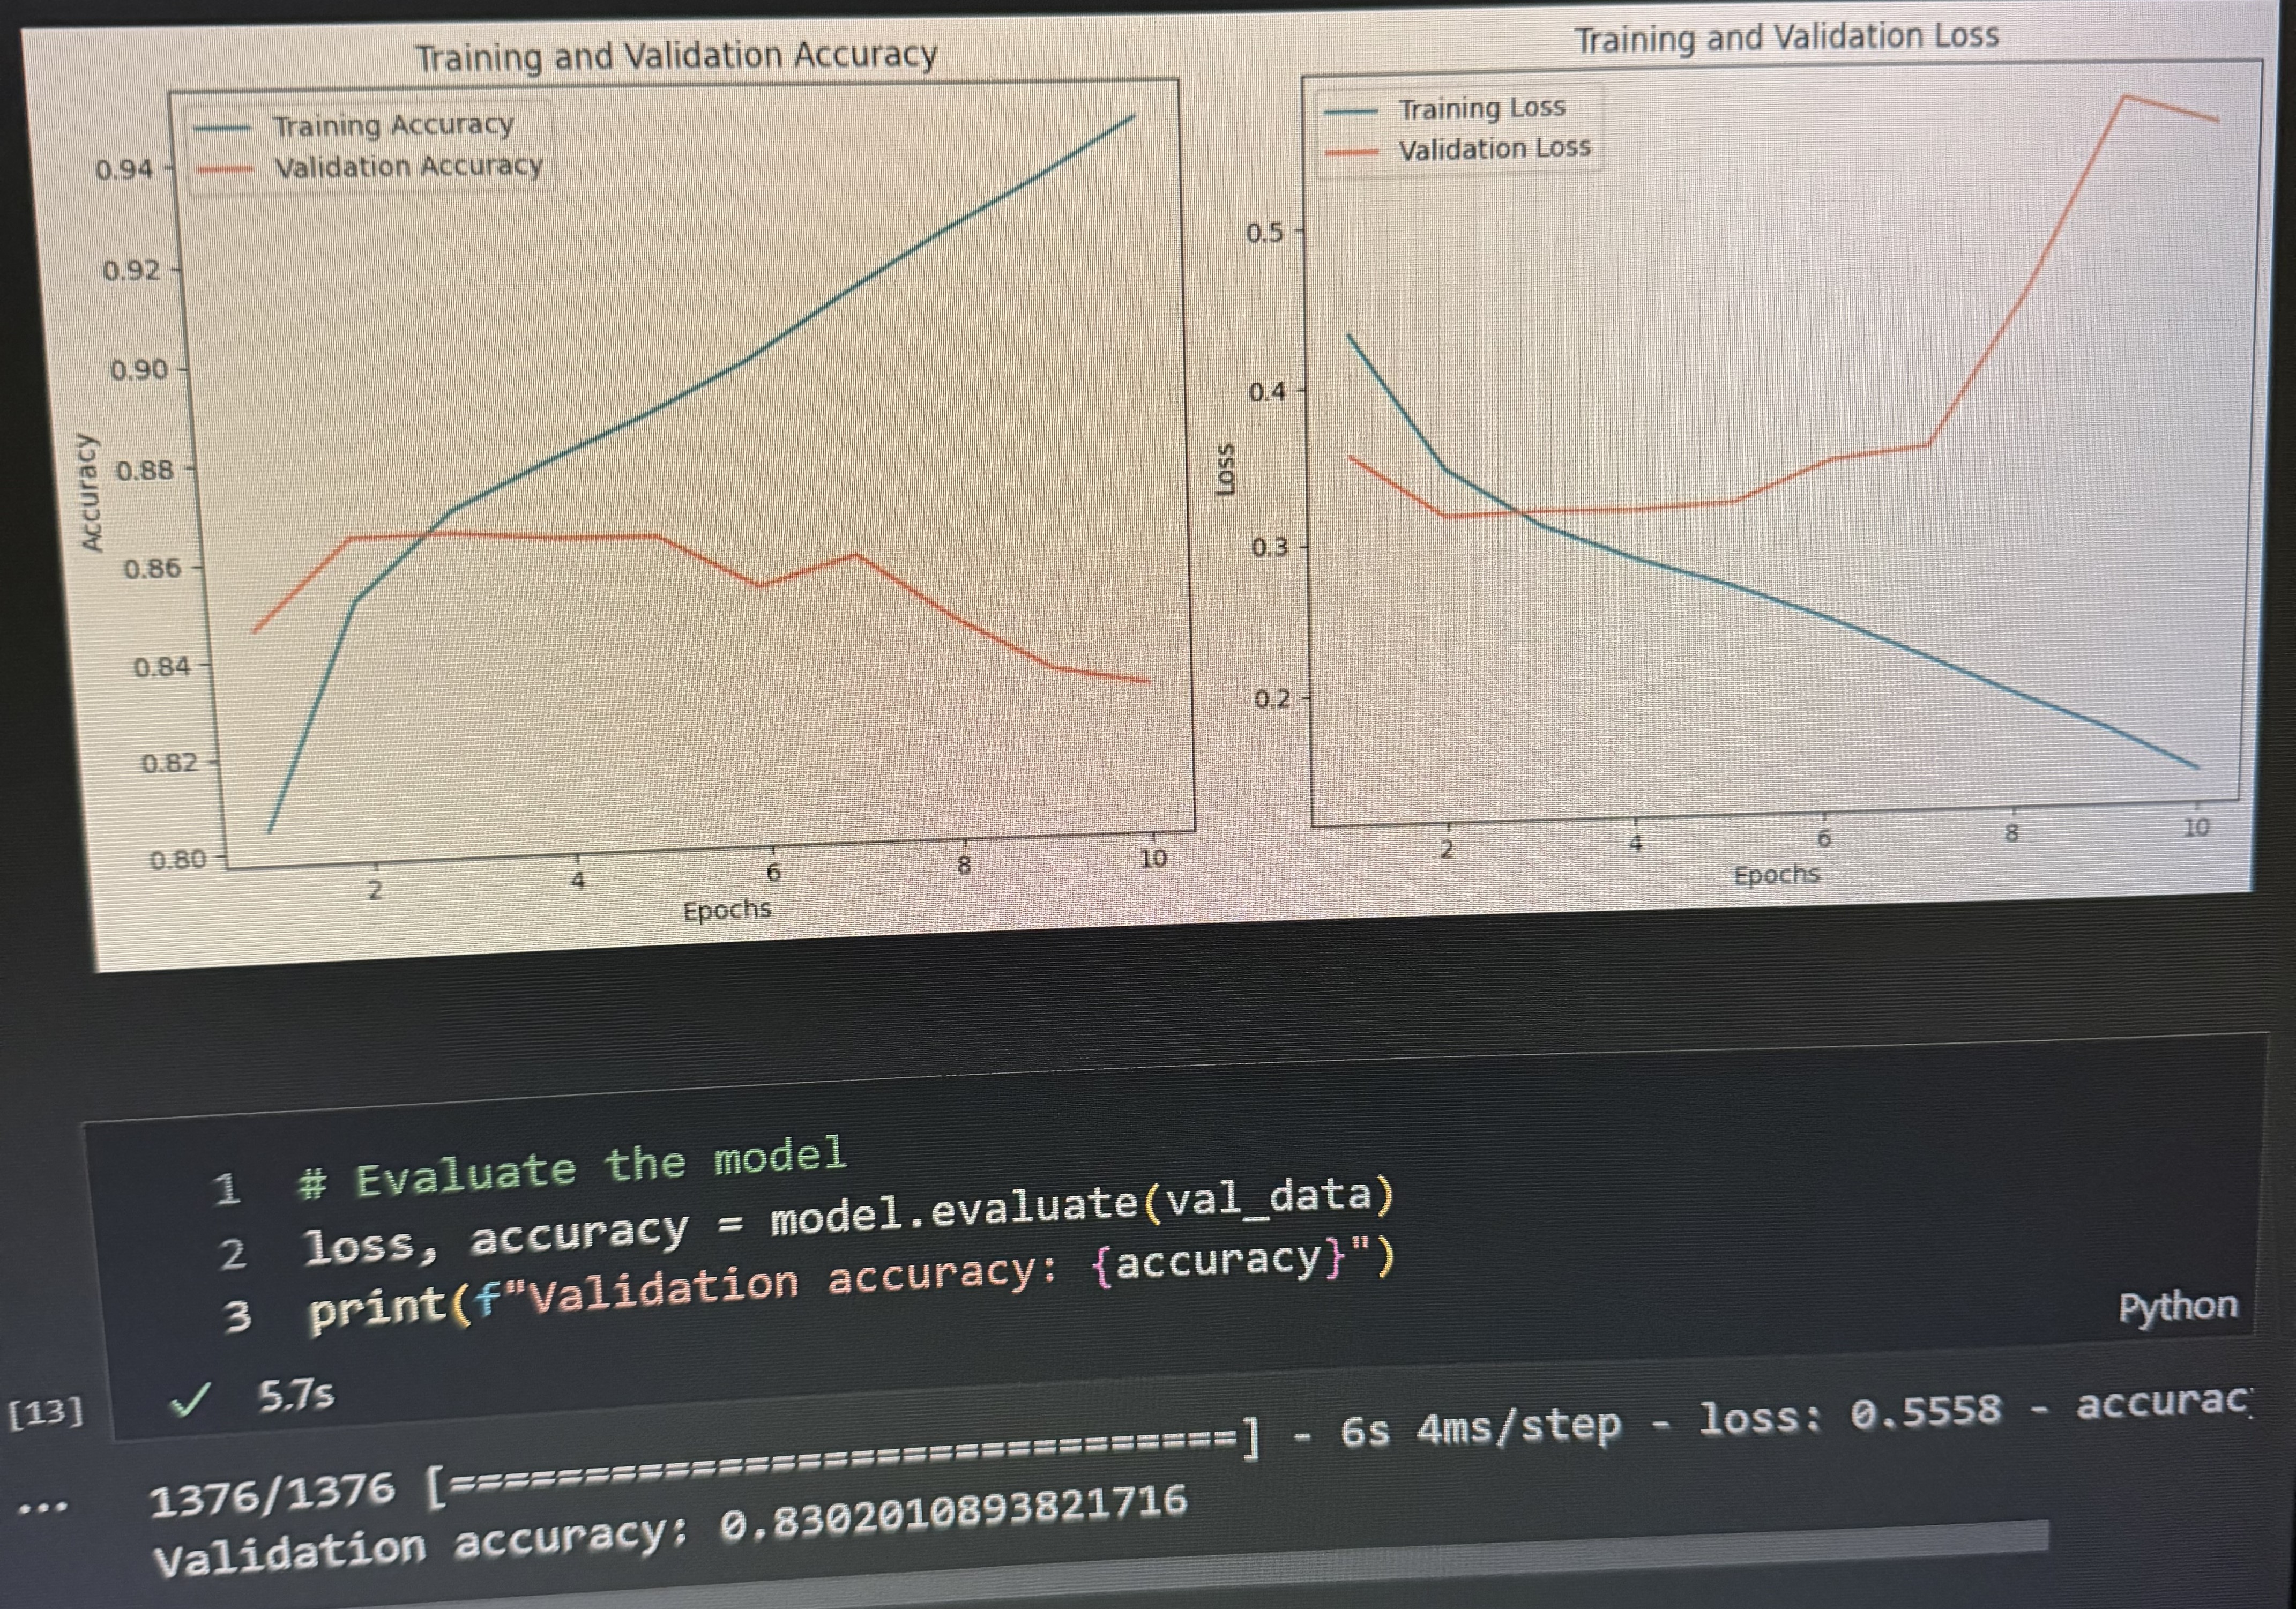 Training and Validation Accuracy
Training Accuracy
Validation Accuracy
0.94
0.92
0.90
0.88
0.86
0.84
0.82
0.80
Accuracy
2
4
6
8
10
Epochs
Training and Validation Loss
Training Loss
Validation Loss
0.5
0.4
0.3
0.2
Loss
2
4
6
8
10
Epochs
1 # Evaluate the model
2 loss, accuracy = model.evaluate(val_data)
3 print(f"Validation accuracy: {accuracy}")
Python
[13] ✓ 5.7s
... 1376/1376 [==============================] - 6s 4ms/step - loss: 0.5558 - accurac
Validation accuracy: 0.8302010893821716